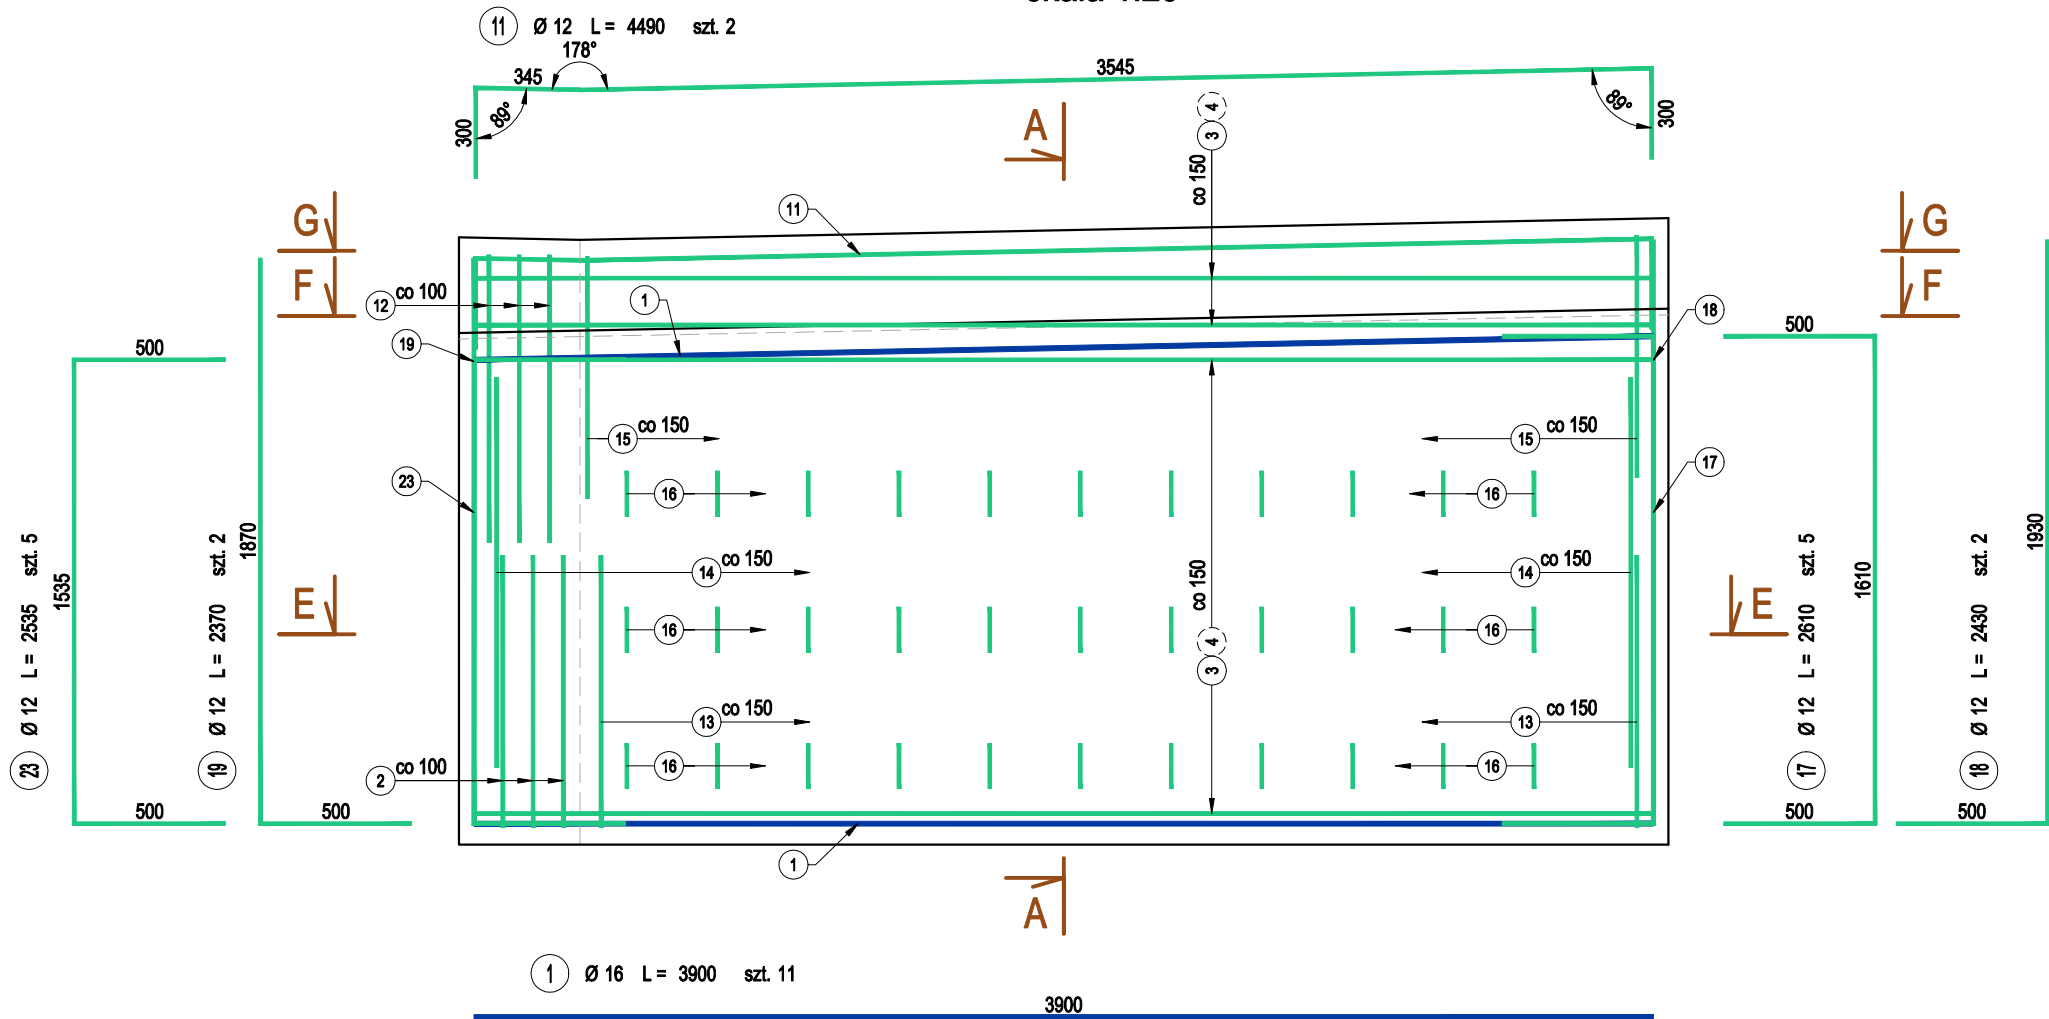 11 Ø 12 L = 4490 szt. 2
178°
345
3545
89°
300
89°
300
A
4
3
co 150
11
G
G
F
F
12 co 100
1
18
19
500
500
15 co 150
15 co 150
23
17
16
16
23 Ø 12 L = 2535 szt. 5
1535
19 Ø 12 L = 2370 szt. 2
1870
14 co 150
14 co 150
co 150
4
3
17 Ø 12 L = 2610 szt. 5
1610
18 Ø 12 L = 2430 szt. 2
1930
E
E
16
16
13 co 150
13 co 150
16
16
2 co 100
500
500
500
500
1
A
1 Ø 16 L = 3900 szt. 11
3900